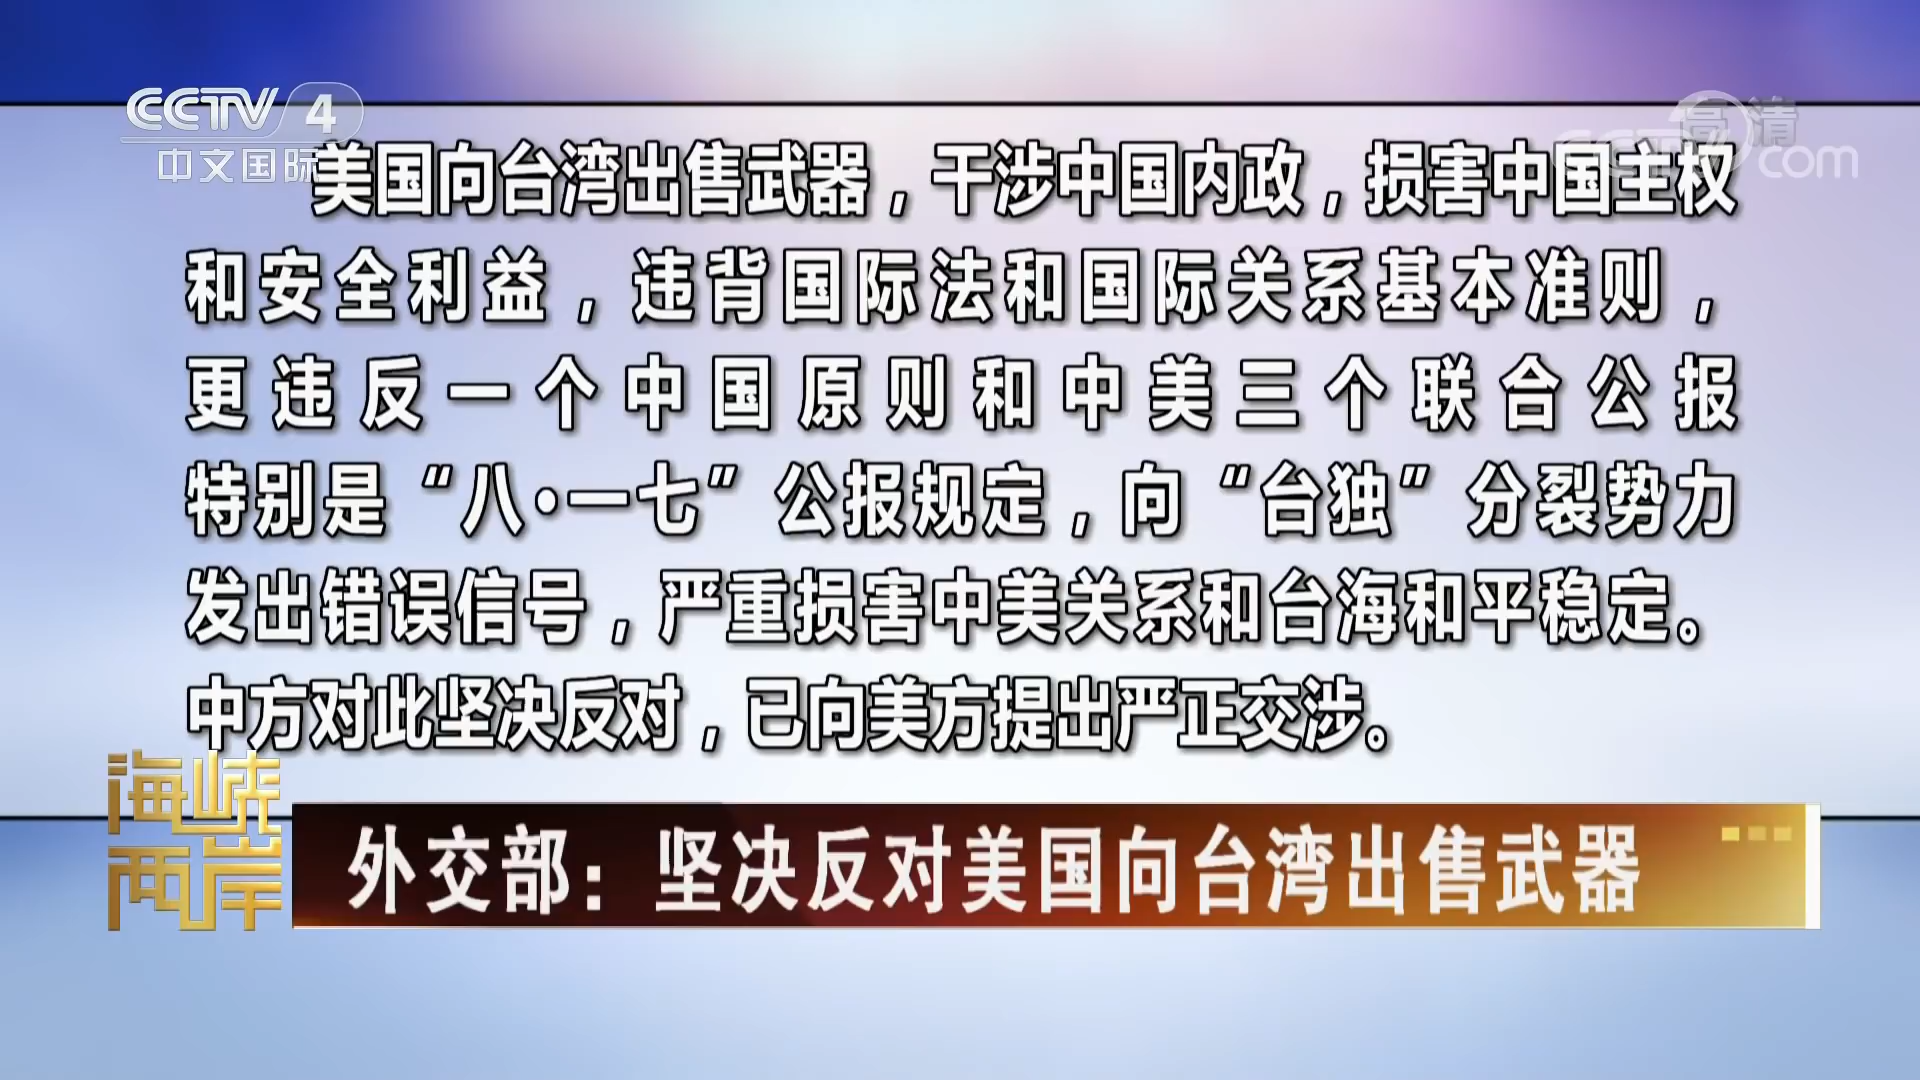 CCTV 4
中文国际
高清
CCTV com
美国向台湾出售武器，干涉中国内政，损害中国主权
和安全利益，违背国际法和国际关系基本准则，
更违反一个中国原则和中美三个联合公报
特别是“八·一七”公报规定，向“台独”分裂势力
发出错误信号，严重损害中美关系和台海和平稳定。
中方对此坚决反对，已向美方提出严正交涉。
海峡
两岸
外交部：坚决反对美国向台湾出售武器